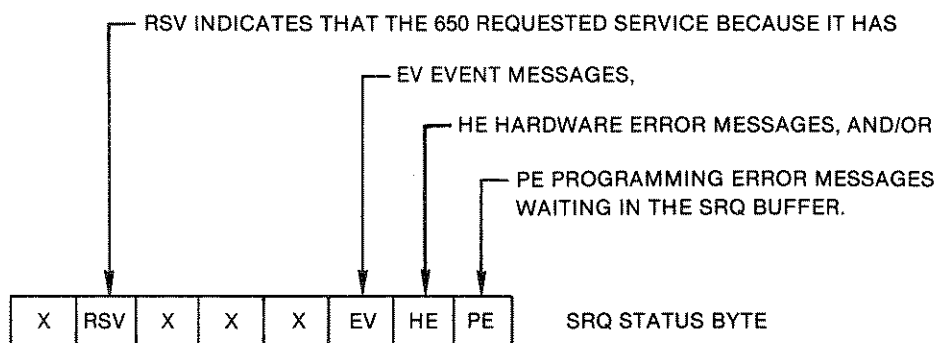 RSV INDICATES THAT THE 650 REQUESTED SERVICE BECAUSE IT HAS
EV EVENT MESSAGES,
HE HARDWARE ERROR MESSAGES, AND/OR
PE PROGRAMMING ERROR MESSAGES
WAITING IN THE SRQ BUFFER.
X RSV X X X EV HE PE SRQ STATUS BYTE